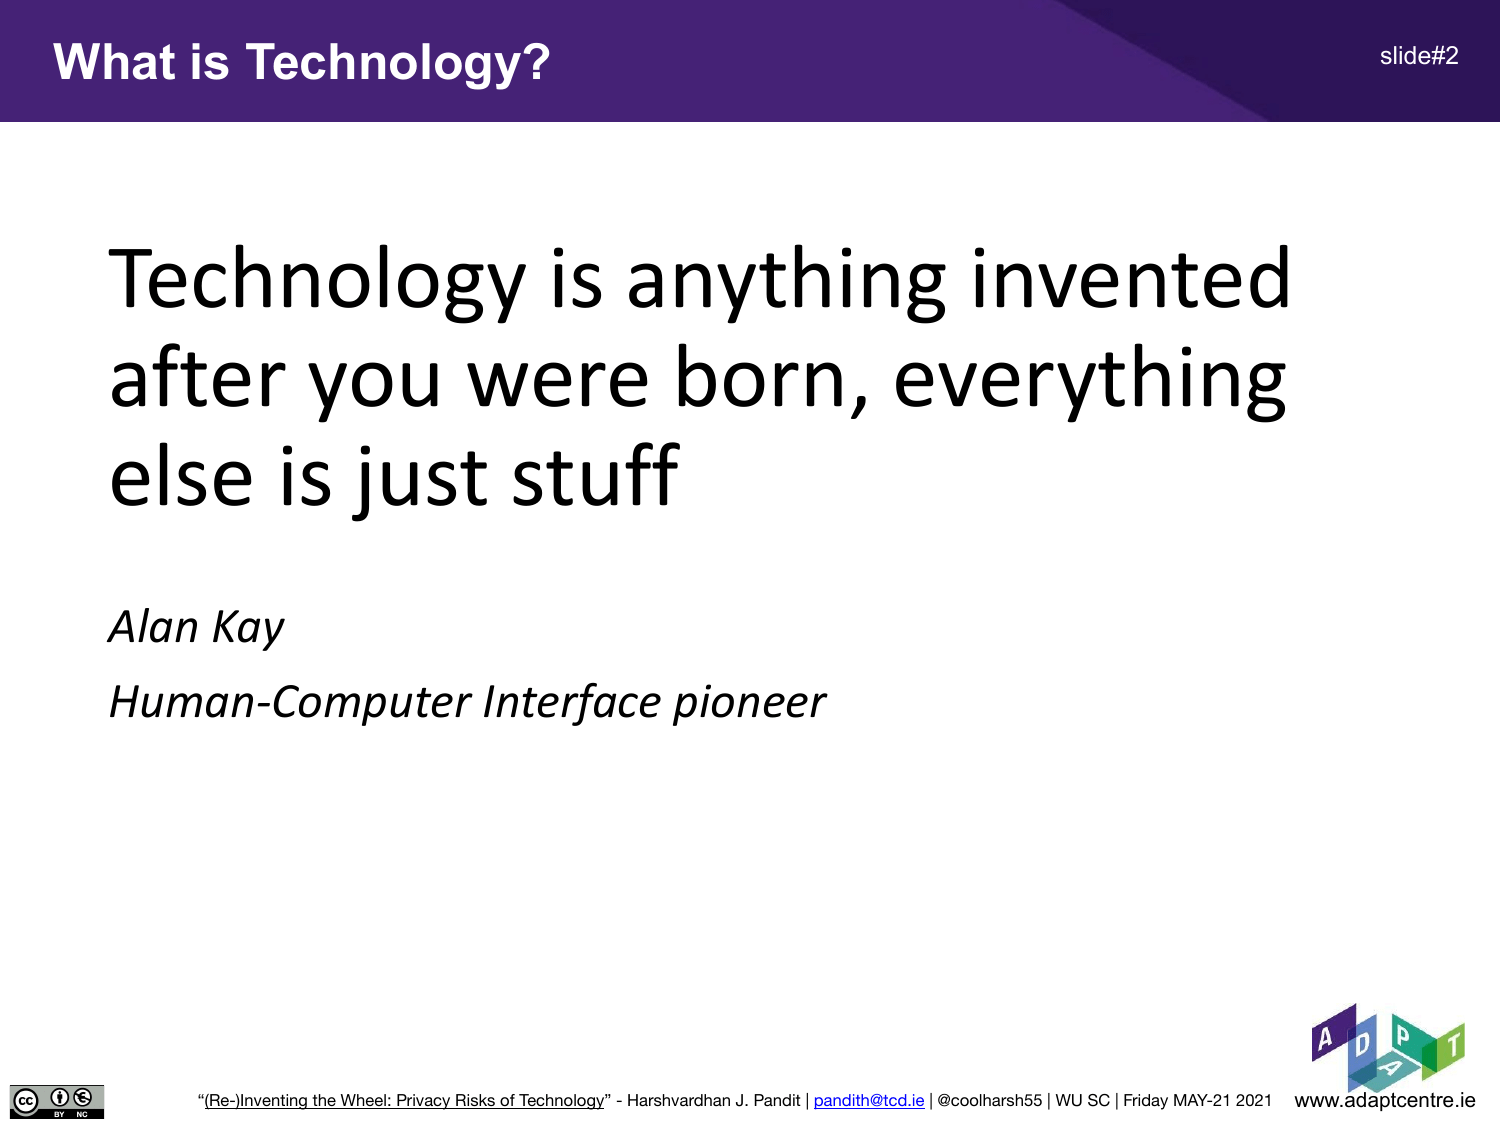 What is Technology?
slide#2
Technology is anything invented
after you were born, everything
else is just stuff
Alan Kay
Human-Computer Interface pioneer
ADAPT
cc BY NC
“(Re-)Inventing the Wheel: Privacy Risks of Technology” - Harshvardhan J. Pandit | pandith@tcd.ie | @coolharsh55 | WU SC | Friday MAY-21 2021
www.adaptcentre.ie